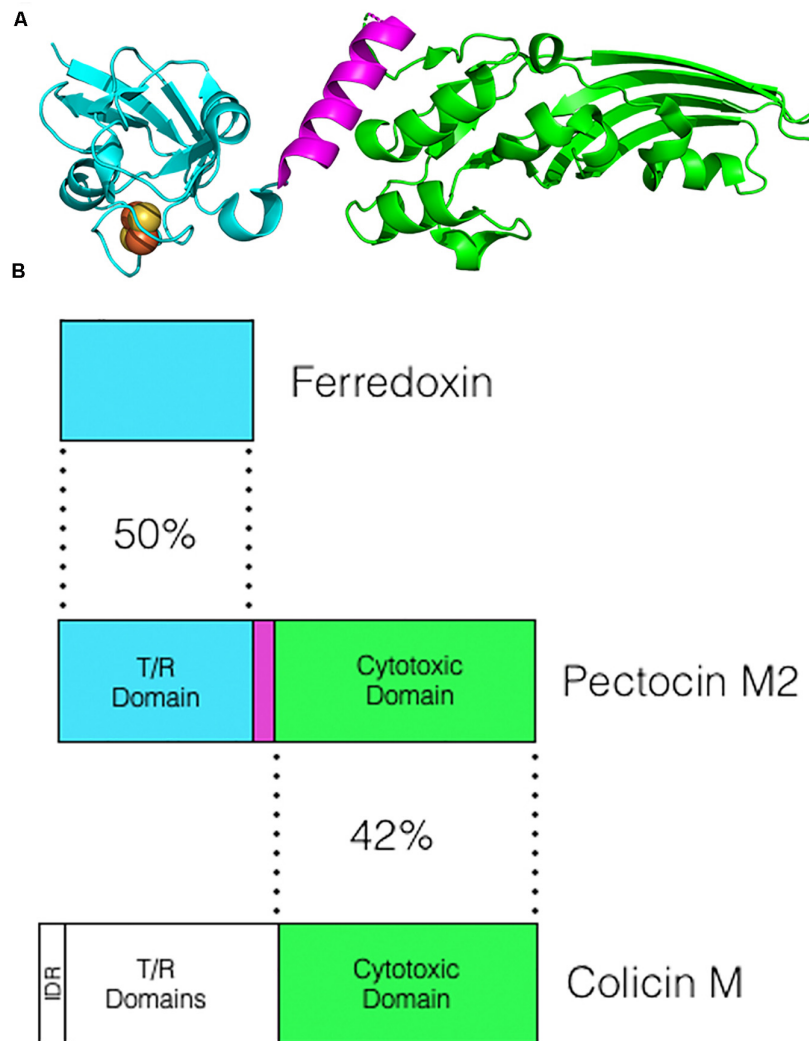 A
B
Ferredoxin
50%
T/R
Domain
Cytotoxic
Domain
Pectocin M2
42%
IDR
T/R
Domains
Cytotoxic
Domain
Colicin M